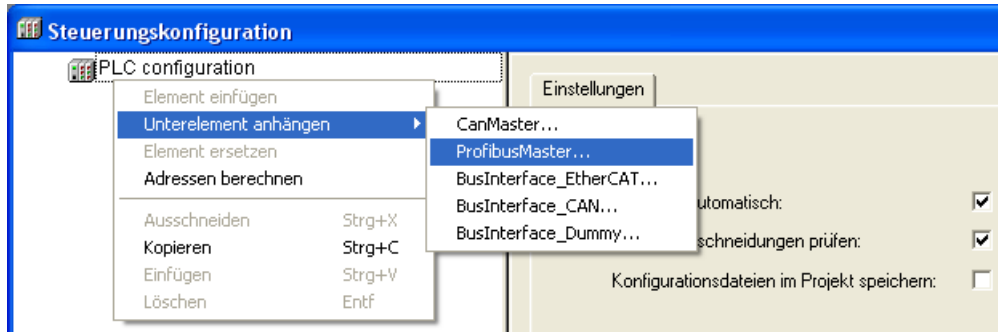 Steuerungskonfiguration
PLC configuration
Element einfügen
Unterelement anhängen
Element ersetzen
Adressen berechnen
Ausschneiden Strg+X
Kopieren Strg+C
Einfügen Strg+V
Löschen Entf
CanMaster...
ProfibusMaster...
BusInterface_EtherCAT...
BusInterface_CAN...
BusInterface_Dummy...
Einstellungen
utomatisch:
schneidungen prüfen:
Konfigurationsdateien im Projekt speichern: